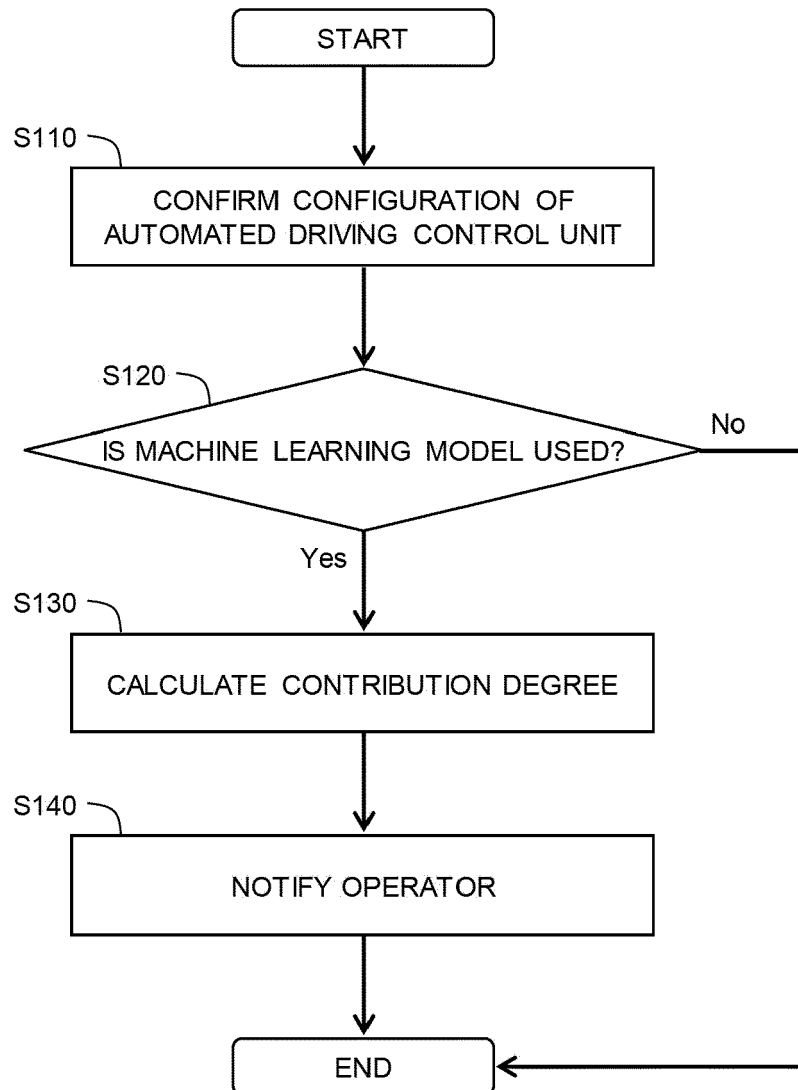 START
S110
CONFIRM CONFIGURATION OF
AUTOMATED DRIVING CONTROL UNIT
S120
IS MACHINE LEARNING MODEL USED?
No
Yes
S130
CALCULATE CONTRIBUTION DEGREE
S140
NOTIFY OPERATOR
END